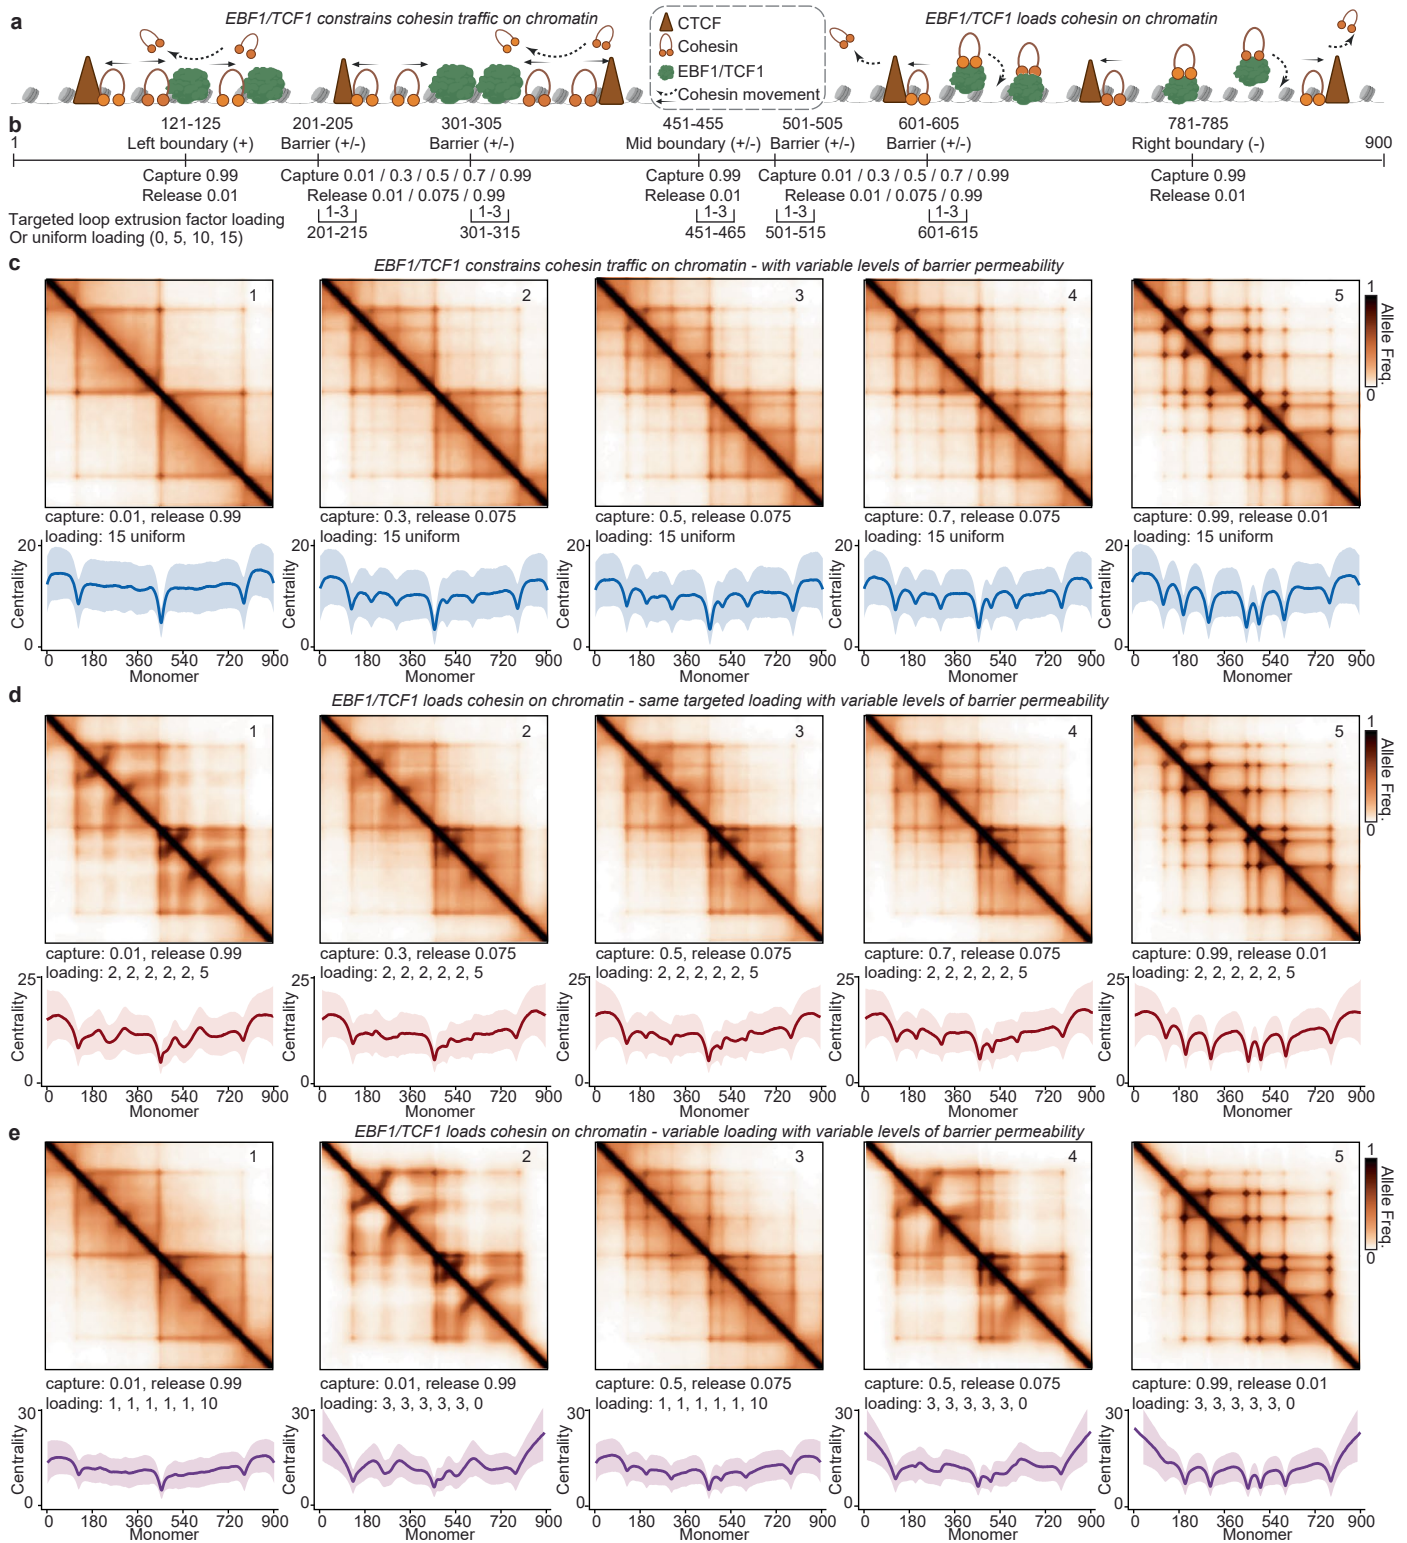 a
EBF1/TCF1 constrains cohesin traffic on chromatin
EBF1/TCF1 loads cohesin on chromatin
CTCF
Cohesin
EBF1/TCF1
Cohesin movement
b
121-125 201-205 301-305 451-455 501-505 601-605 781-785
1 Left boundary (+) Barrier (+/-) Barrier (+/-) Mid boundary (+/-) Barrier (+/-) Barrier (+/-) Right boundary (-) 900
Capture 0.99 Capture 0.01 / 0.3 / 0.5 / 0.7 / 0.99 Capture 0.99 Capture 0.01 / 0.3 / 0.5 / 0.7 / 0.99 Capture 0.99
Release 0.01 Release 0.01 / 0.075 / 0.99 Release 0.01 Release 0.01 / 0.075 / 0.99 Release 0.01
Targeted loop extrusion factor loading 1-3 1-3 1-3 1-3 1-3
Or uniform loading (0, 5, 10, 15) 201-215 301-315 451-465 501-515 601-615
c
EBF1/TCF1 constrains cohesin traffic on chromatin - with variable levels of barrier permeability
1 2 3 4 5
1
Allele Freq.
0
capture: 0.01, release 0.99 capture: 0.3, release 0.075 capture: 0.5, release 0.075 capture: 0.7, release 0.075 capture: 0.99, release 0.01
loading: 15 uniform loading: 15 uniform loading: 15 uniform loading: 15 uniform loading: 15 uniform
20 20 20 20 20
Centrality Centrality Centrality Centrality Centrality
0 0 0 0 0
0 180 360 540 720 900 0 180 360 540 720 900 0 180 360 540 720 900 0 180 360 540 720 900 0 180 360 540 720 900
Monomer Monomer Monomer Monomer Monomer
d
EBF1/TCF1 loads cohesin on chromatin - same targeted loading with variable levels of barrier permeability
1 2 3 4 5
1
Allele Freq.
0
capture: 0.01, release 0.99 capture: 0.3, release 0.075 capture: 0.5, release 0.075 capture: 0.7, release 0.075 capture: 0.99, release 0.01
loading: 2, 2, 2, 2, 2, 5 loading: 2, 2, 2, 2, 2, 5 loading: 2, 2, 2, 2, 2, 5 loading: 2, 2, 2, 2, 2, 5 loading: 2, 2, 2, 2, 2, 5
25 25 25 25 25
Centrality Centrality Centrality Centrality Centrality
0 0 0 0 0
0 180 360 540 720 900 0 180 360 540 720 900 0 180 360 540 720 900 0 180 360 540 720 900 0 180 360 540 720 900
Monomer Monomer Monomer Monomer Monomer
e
EBF1/TCF1 loads cohesin on chromatin - variable loading with variable levels of barrier permeability
1 2 3 4 5
1
Allele Freq.
0
capture: 0.01, release 0.99 capture: 0.01, release 0.99 capture: 0.5, release 0.075 capture: 0.5, release 0.075 capture: 0.99, release 0.01
loading: 1, 1, 1, 1, 1, 10 loading: 3, 3, 3, 3, 3, 0 loading: 1, 1, 1, 1, 1, 10 loading: 3, 3, 3, 3, 3, 0 loading: 3, 3, 3, 3, 3, 0
30 30 30 30 30
Centrality Centrality Centrality Centrality Centrality
0 0 0 0 0
0 180 360 540 720 900 0 180 360 540 720 900 0 180 360 540 720 900 0 180 360 540 720 900 0 180 360 540 720 900
Monomer Monomer Monomer Monomer Monomer